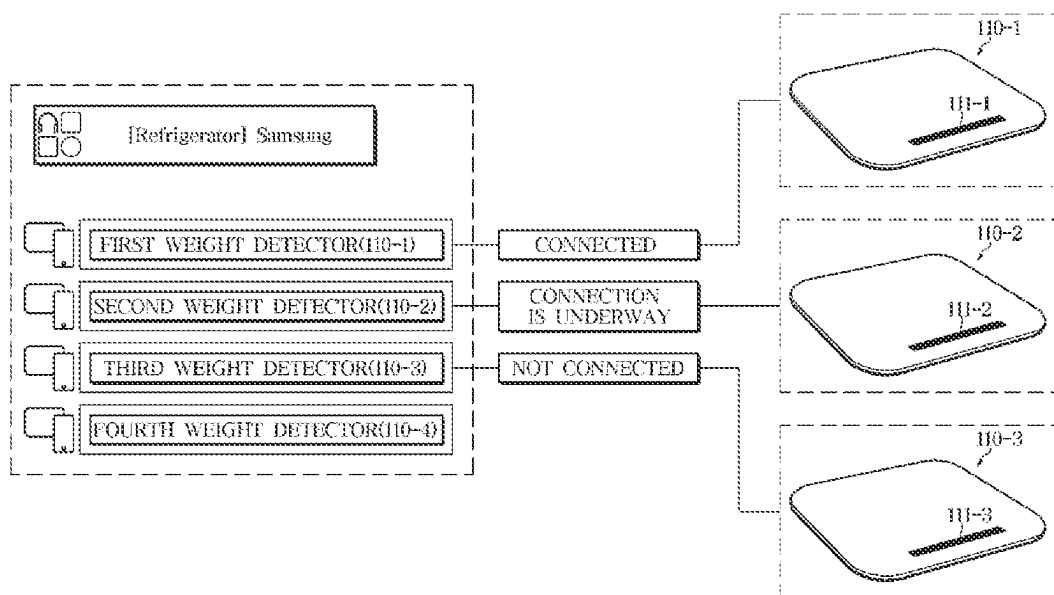 [Refrigerator] Samsung
FIRST WEIGHT DETECTOR(110-1)
SECOND WEIGHT DETECTOR(110-2)
THIRD WEIGHT DETECTOR(110-3)
FOURTH WEIGHT DETECTOR(110-4)
CONNECTED
CONNECTION
IS UNDERWAY
NOT CONNECTED
110-1
111-1
110-2
111-2
110-3
111-3